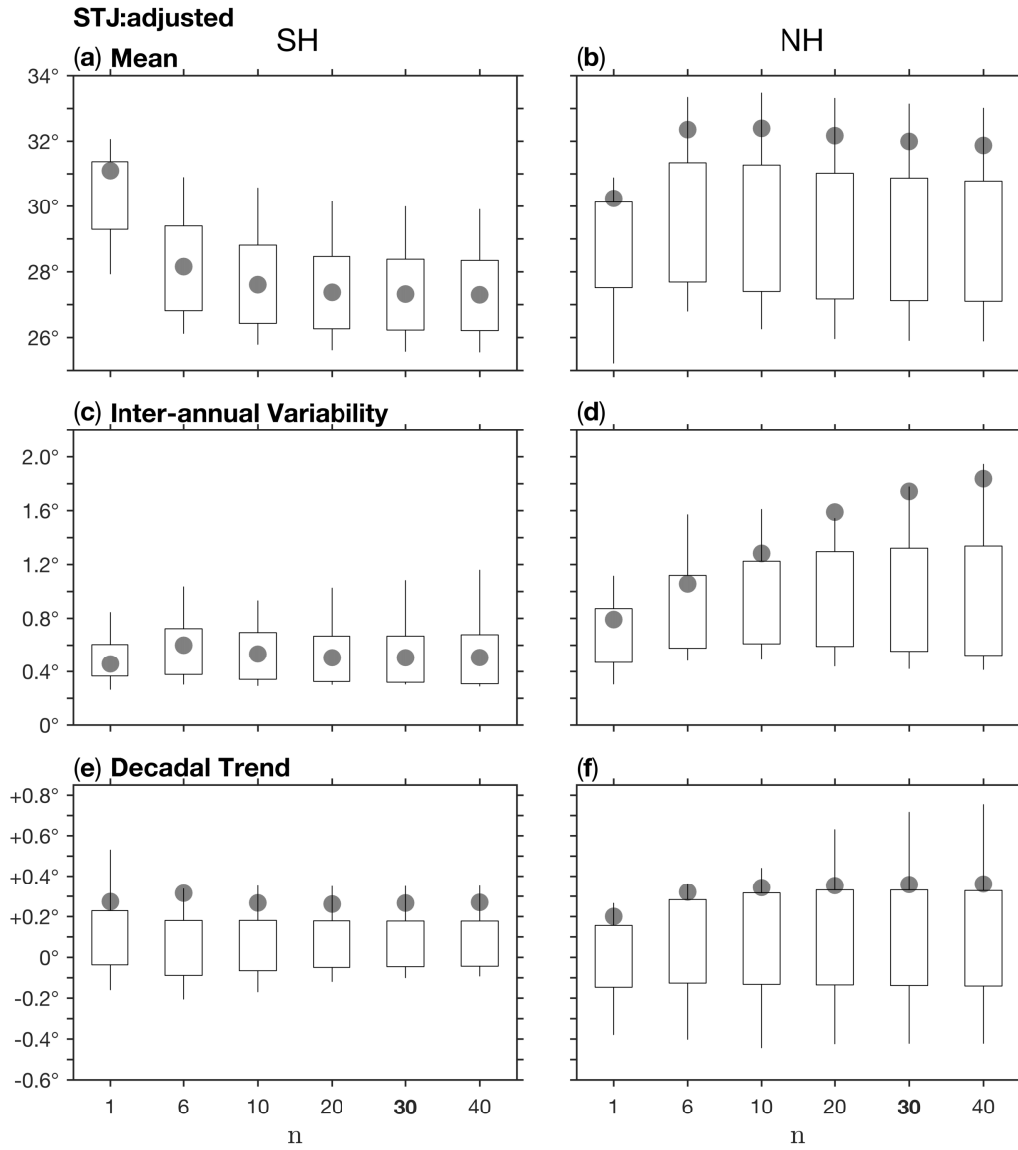 STJ:adjusted
SH
NH
(a) Mean
(b)
34°
32°
30°
28°
26°
(c) Inter-annual Variability
(d)
2.0°
1.6°
1.2°
0.8°
0.4°
0°
(e) Decadal Trend
(f)
+0.8°
+0.6°
+0.4°
+0.2°
0°
-0.2°
-0.4°
-0.6°
1 6 10 20 30 40
1 6 10 20 30 40
n
n